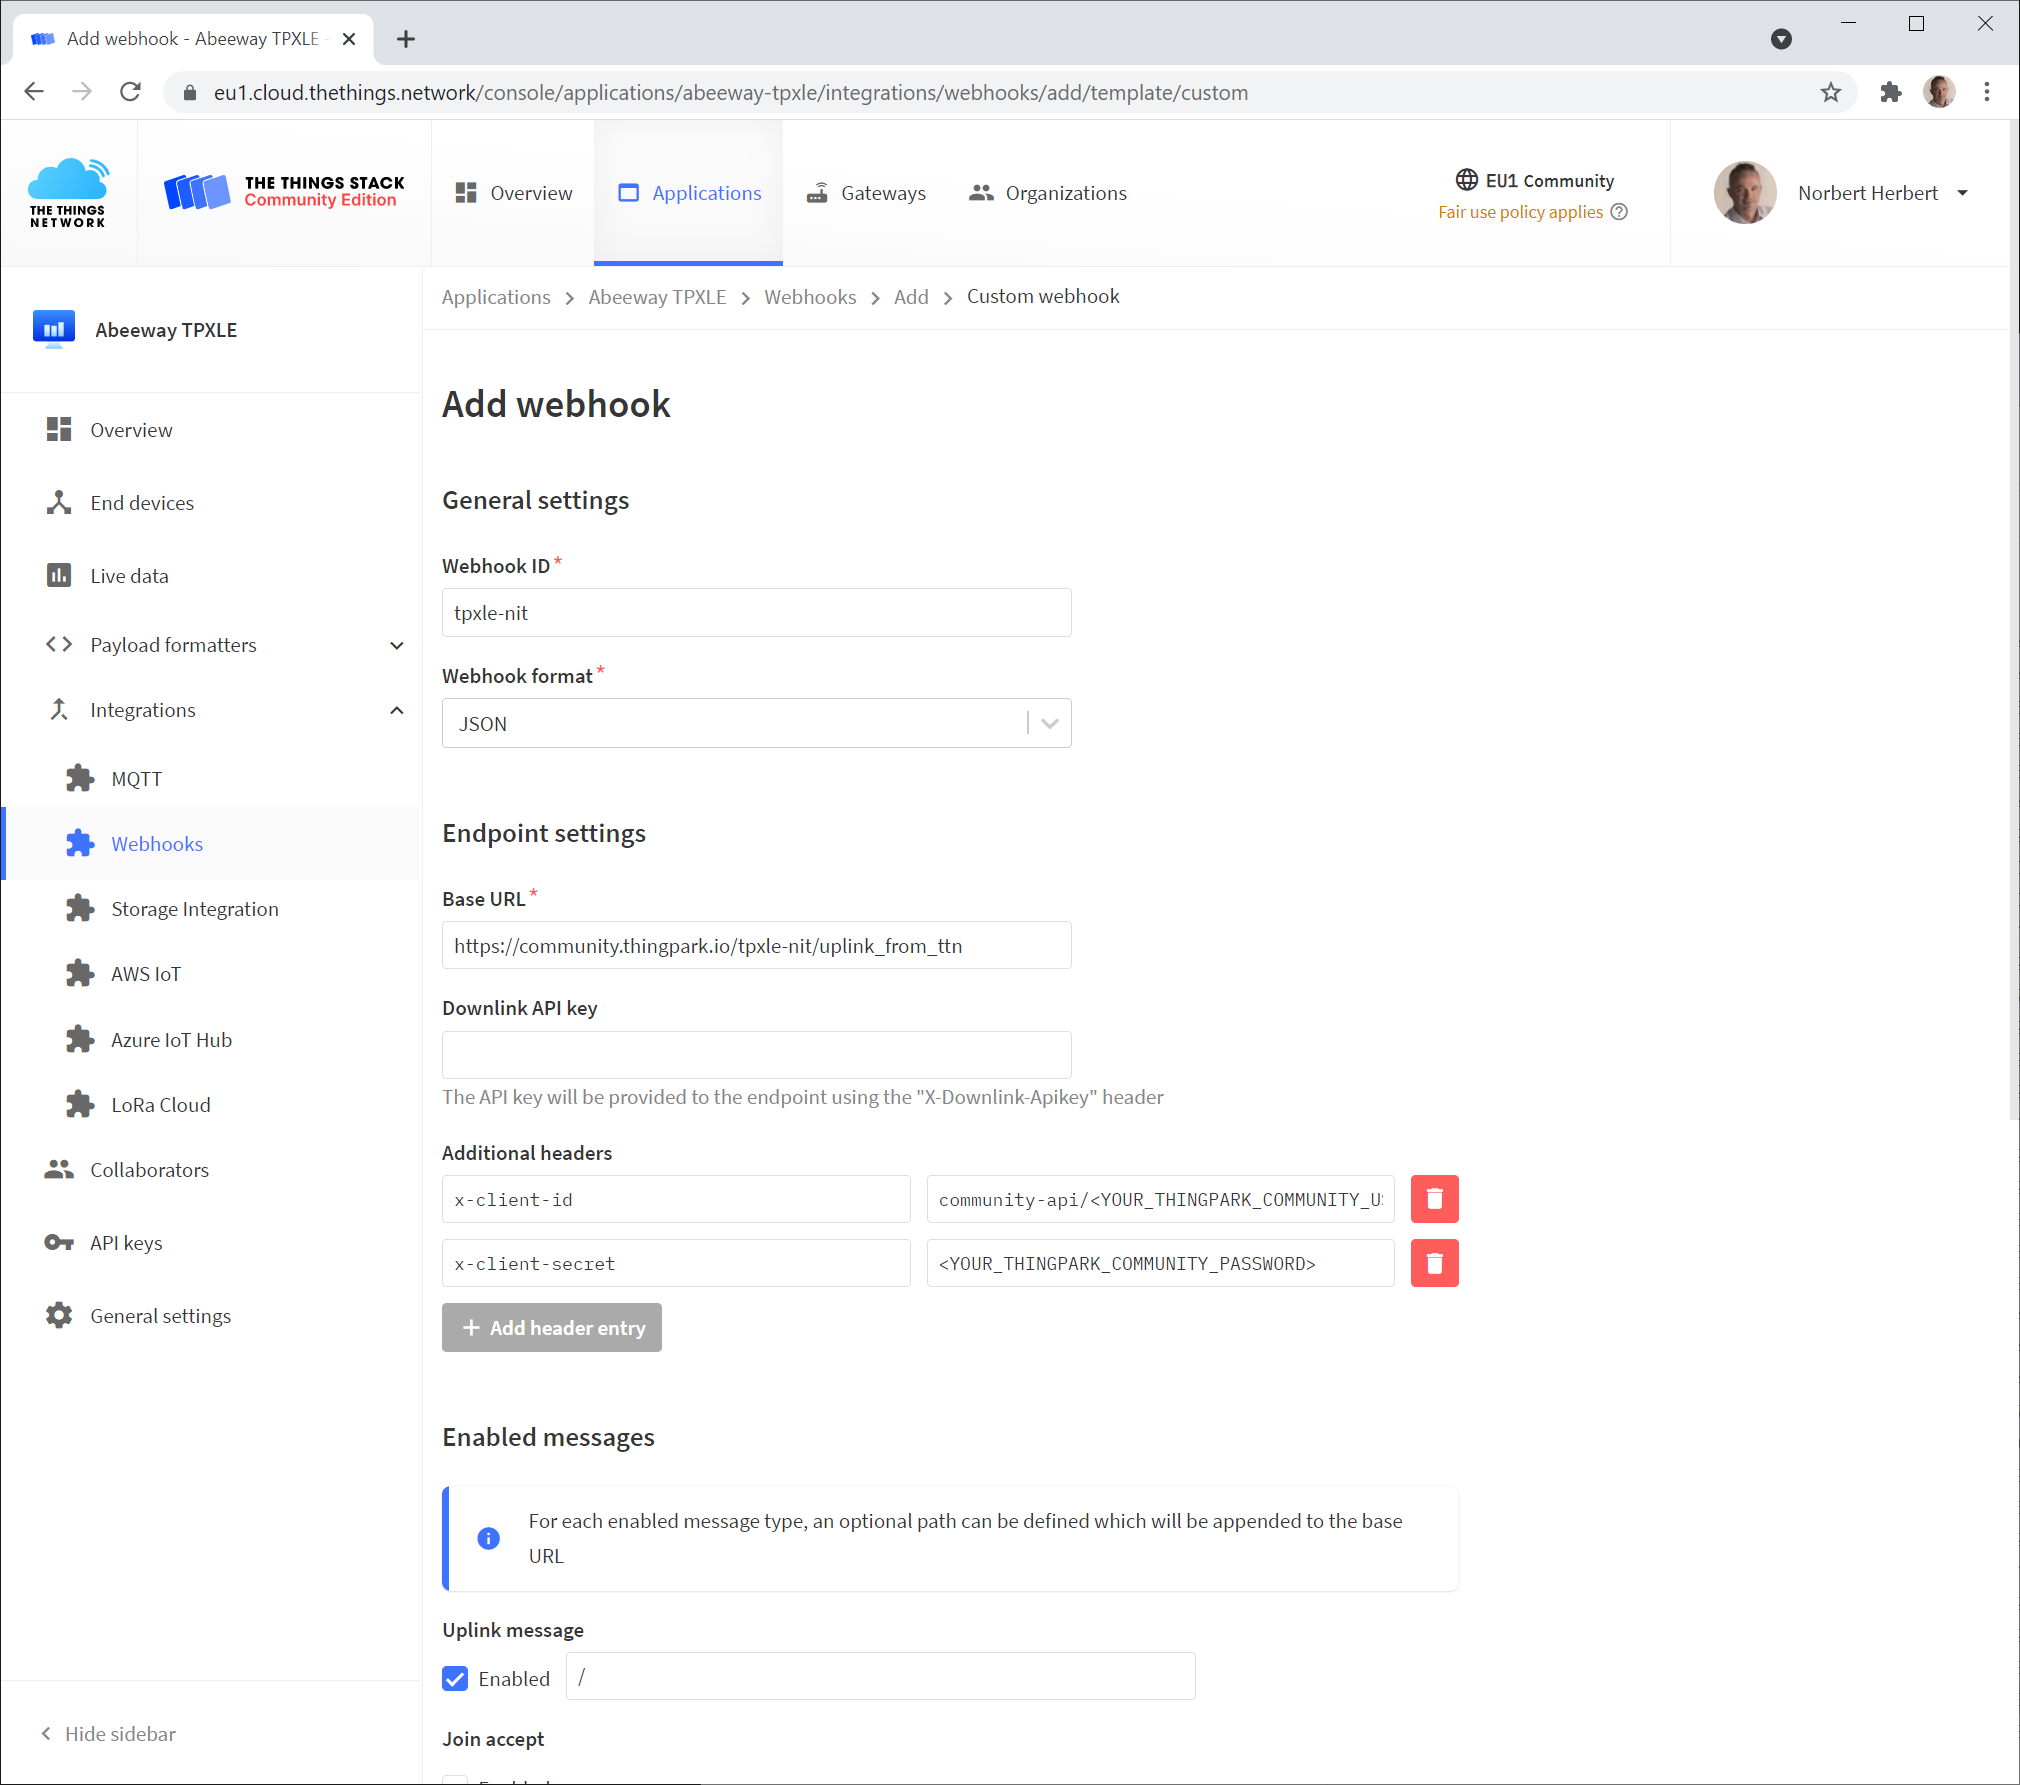 Add webhook - Abeeway TPXLE -
eu1.cloud.thethings.network/console/applications/abeeway-tpxle/integrations/webhooks/add/template/custom
THE THINGS
NETWORK
THE THINGS STACK
Community Edition
Overview
Applications
Gateways
Organizations
EU1 Community
Fair use policy applies
Norbert Herbert
Applications
Abeeway TPXLE
Webhooks
Add
Custom webhook
Abeeway TPXLE
Overview
End devices
Live data
Payload formatters
Integrations
MQTT
Webhooks
Storage Integration
AWS IoT
Azure IoT Hub
LoRa Cloud
Collaborators
API keys
General settings
Hide sidebar
Add webhook
General settings
Webhook ID*
tpxle-nit
Webhook format*
JSON
Endpoint settings
Base URL*
https://community.thingpark.io/tpxle-nit/uplink_from_ttn
Downlink API key
The API key will be provided to the endpoint using the "X-Downlink-Apikey" header
Additional headers
x-client-id
community-api/<YOUR_THINGPARK_COMMUNITY_U
x-client-secret
<YOUR_THINGPARK_COMMUNITY_PASSWORD>
Add header entry
Enabled messages
For each enabled message type, an optional path can be defined which will be appended to the base
URL
Uplink message
Enabled
/
Join accept